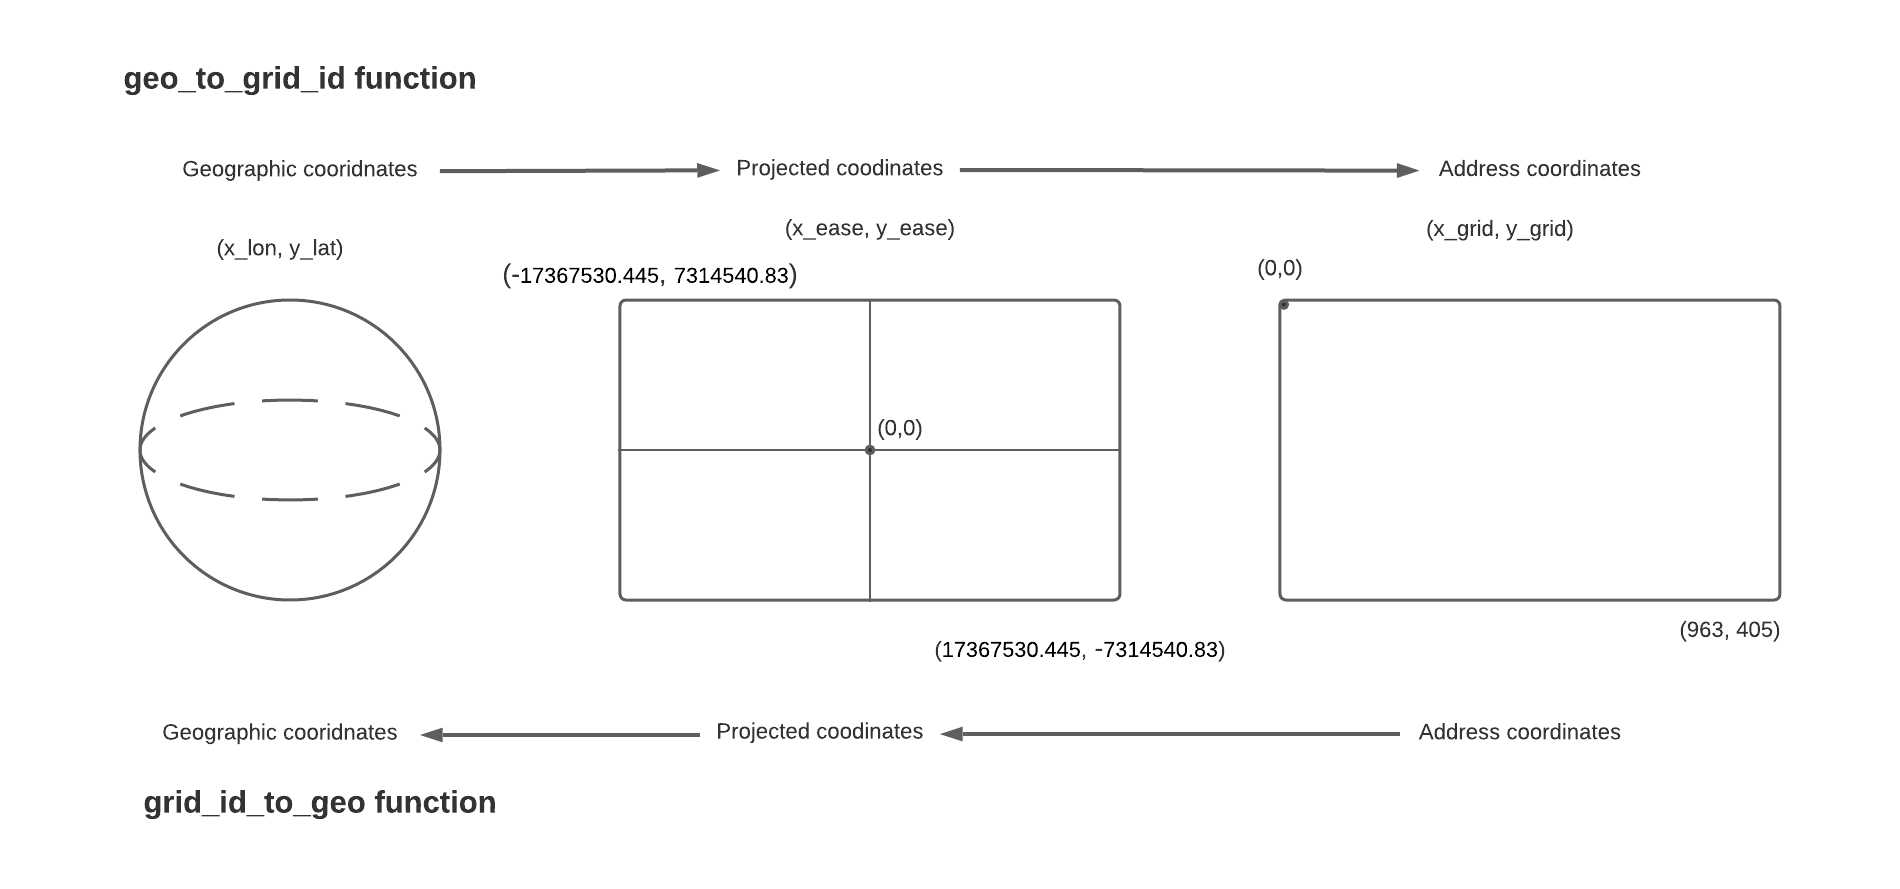 geo_to_grid_id function
Geographic cooridnates
Projected coodinates
Address coordinates
(x_lon, y_lat)
(x_ease, y_ease)
(x_grid, y_grid)
(-17367530.445, 7314540.83)
(0,0)
(0,0)
(963, 405)
(17367530.445, -7314540.83)
Geographic cooridnates
Projected coodinates
Address coordinates
grid_id_to_geo function